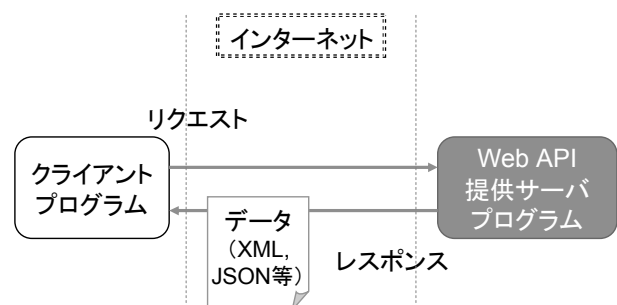 インターネット
リクエスト
クライアント
プログラム
Web API
提供サーバ
プログラム
データ
（XML,
JSON等）
レスポンス